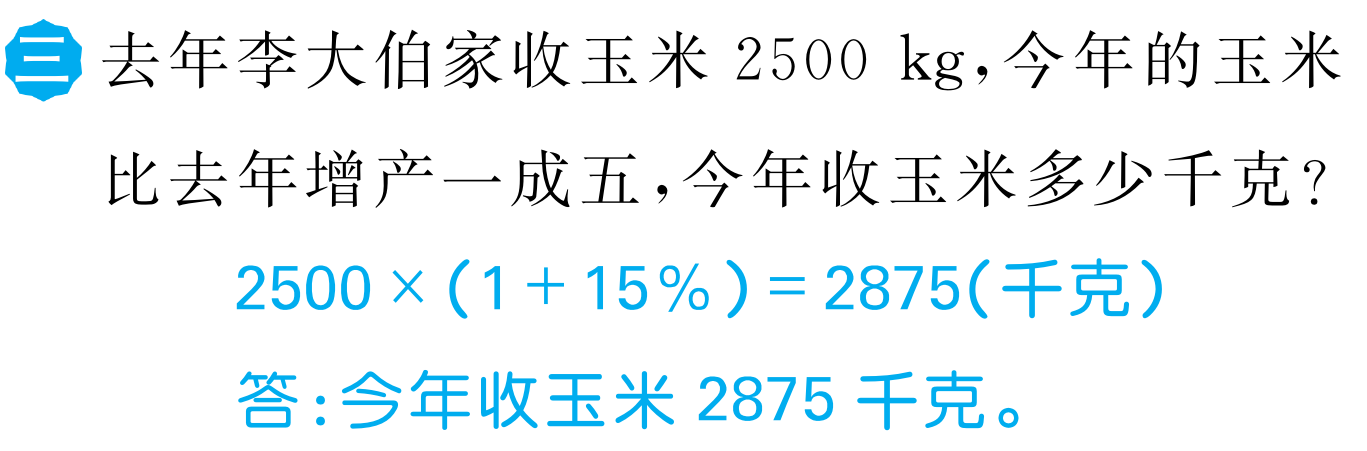 三 去年李大伯家收玉米 2500 kg,今年的玉米
比去年增产一成五,今年收玉米多少千克?
2500×(1+15%)=2875(千克)
答:今年收玉米 2875 千克。